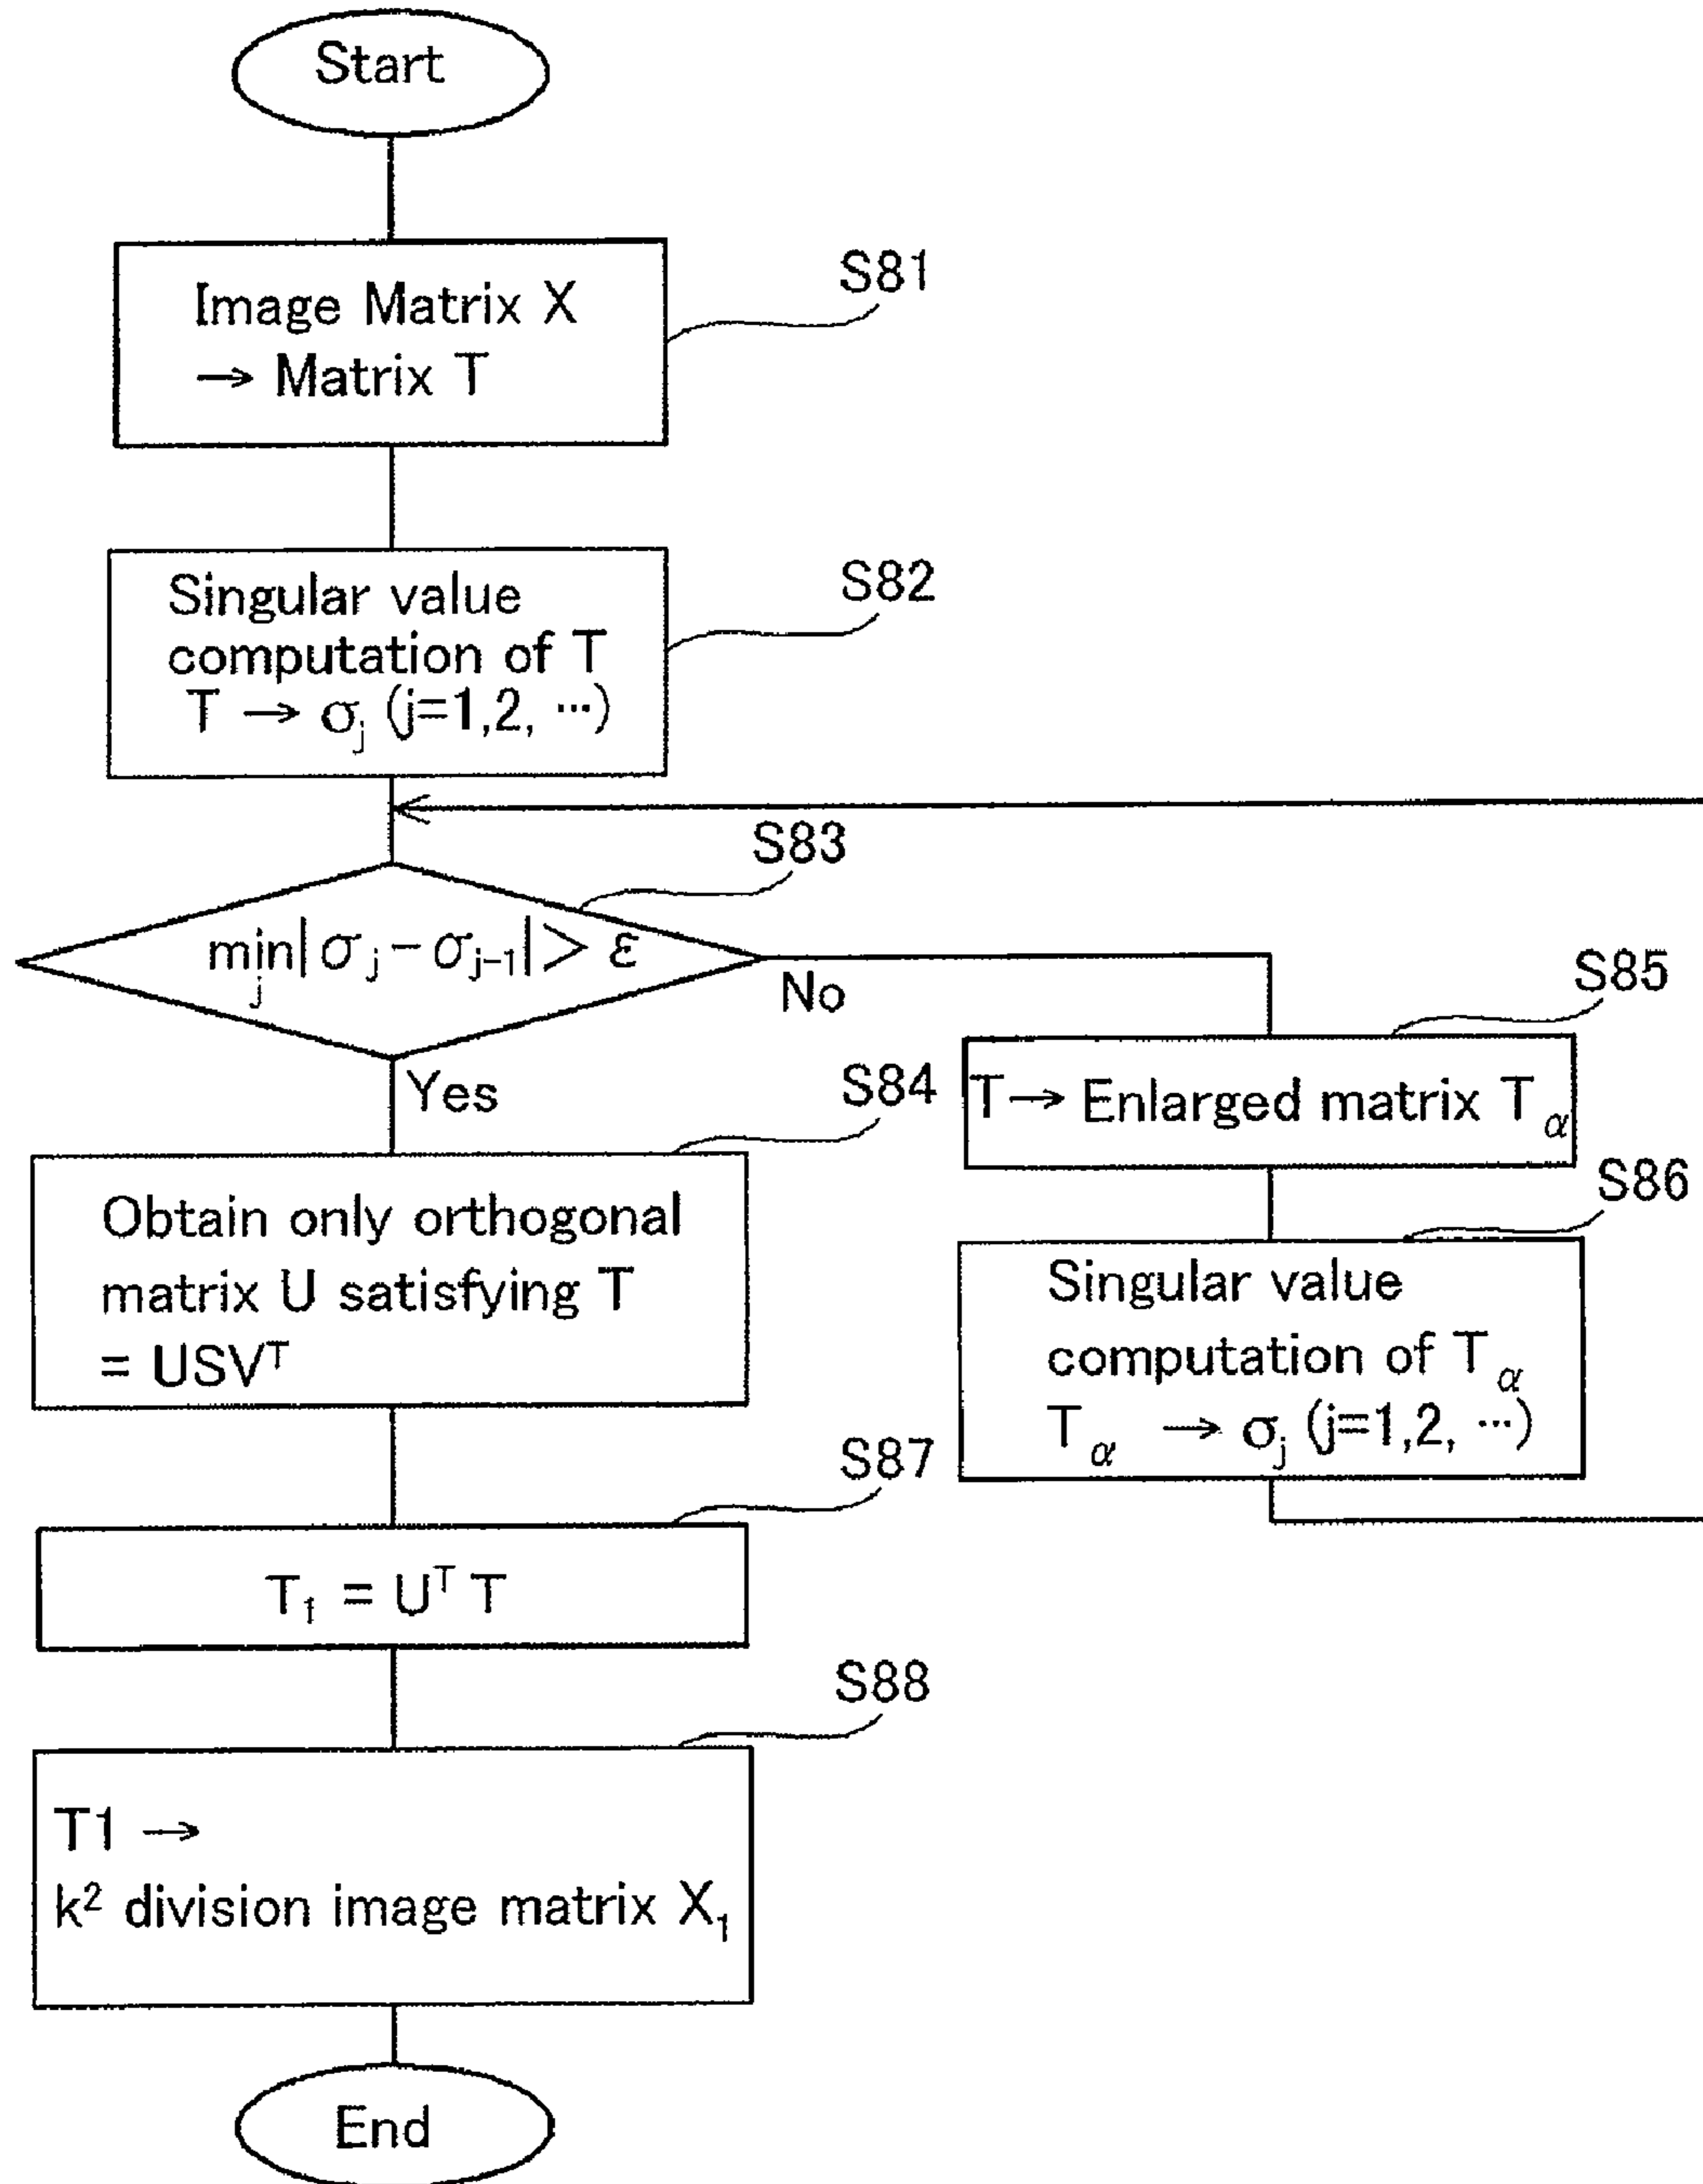 Start
Image Matrix X
→ Matrix T
S81
Singular value
computation of T
T → σj (j=1,2, ⋯)
S82
S83
min|σj − σj-1| > ε
j
No
Yes
S85
T→ Enlarged matrix Tα
S84
Obtain only orthogonal
matrix U satisfying T
= USVᵀ
S86
Singular value
computation of Tα
Tα → σj (j=1,2, ⋯)
S87
T₁ = Uᵀ T
S88
T1 →
k² division image matrix X₁
End